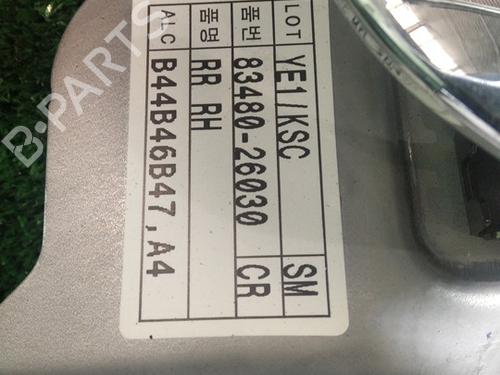 LOT YE1/KSC SM
품번 83480-26030 CR
품명 RR RH
ALC B44B46B47,A4
B-PARTS